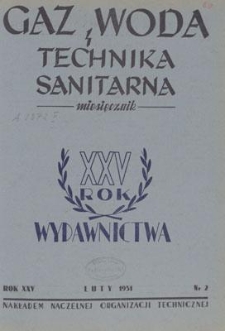 GAZ, WODA
TECHNIKA
SANITARNA
miesięcznik
XXV
ROK
WYDAWNICTWA
ROK XXV LUTY 1951 Nr 2
NAKŁADEM NACZELNEJ ORGANIZACJI TECHNICZNEJ